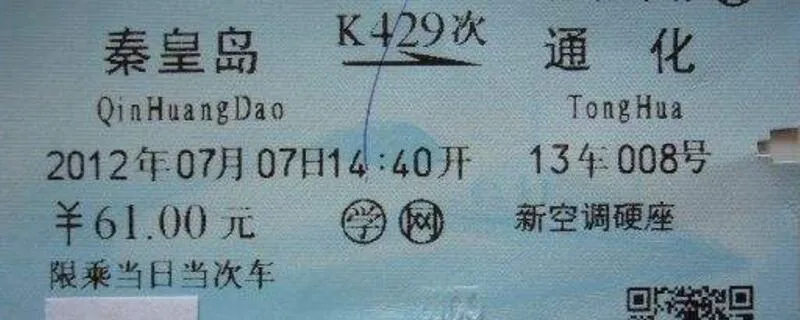 K429次
秦皇岛 通化
QinHuangDao TongHua
2012年07月07日14:40开 13车008号
￥61.00元 学 网 新空调硬座
限乘当日当次车